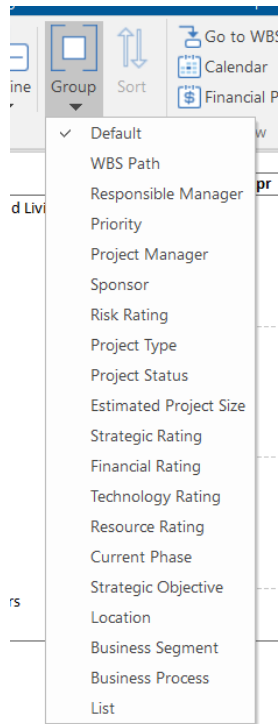 Go to WBS
ine
Group
Sort
Calendar
Financial P
w
Default
pr
WBS Path
d Livi
Responsible Manager
Priority
Project Manager
Sponsor
Risk Rating
Project Type
Project Status
Estimated Project Size
Strategic Rating
Financial Rating
Technology Rating
Resource Rating
Current Phase
Strategic Objective
rs
Location
Business Segment
Business Process
List